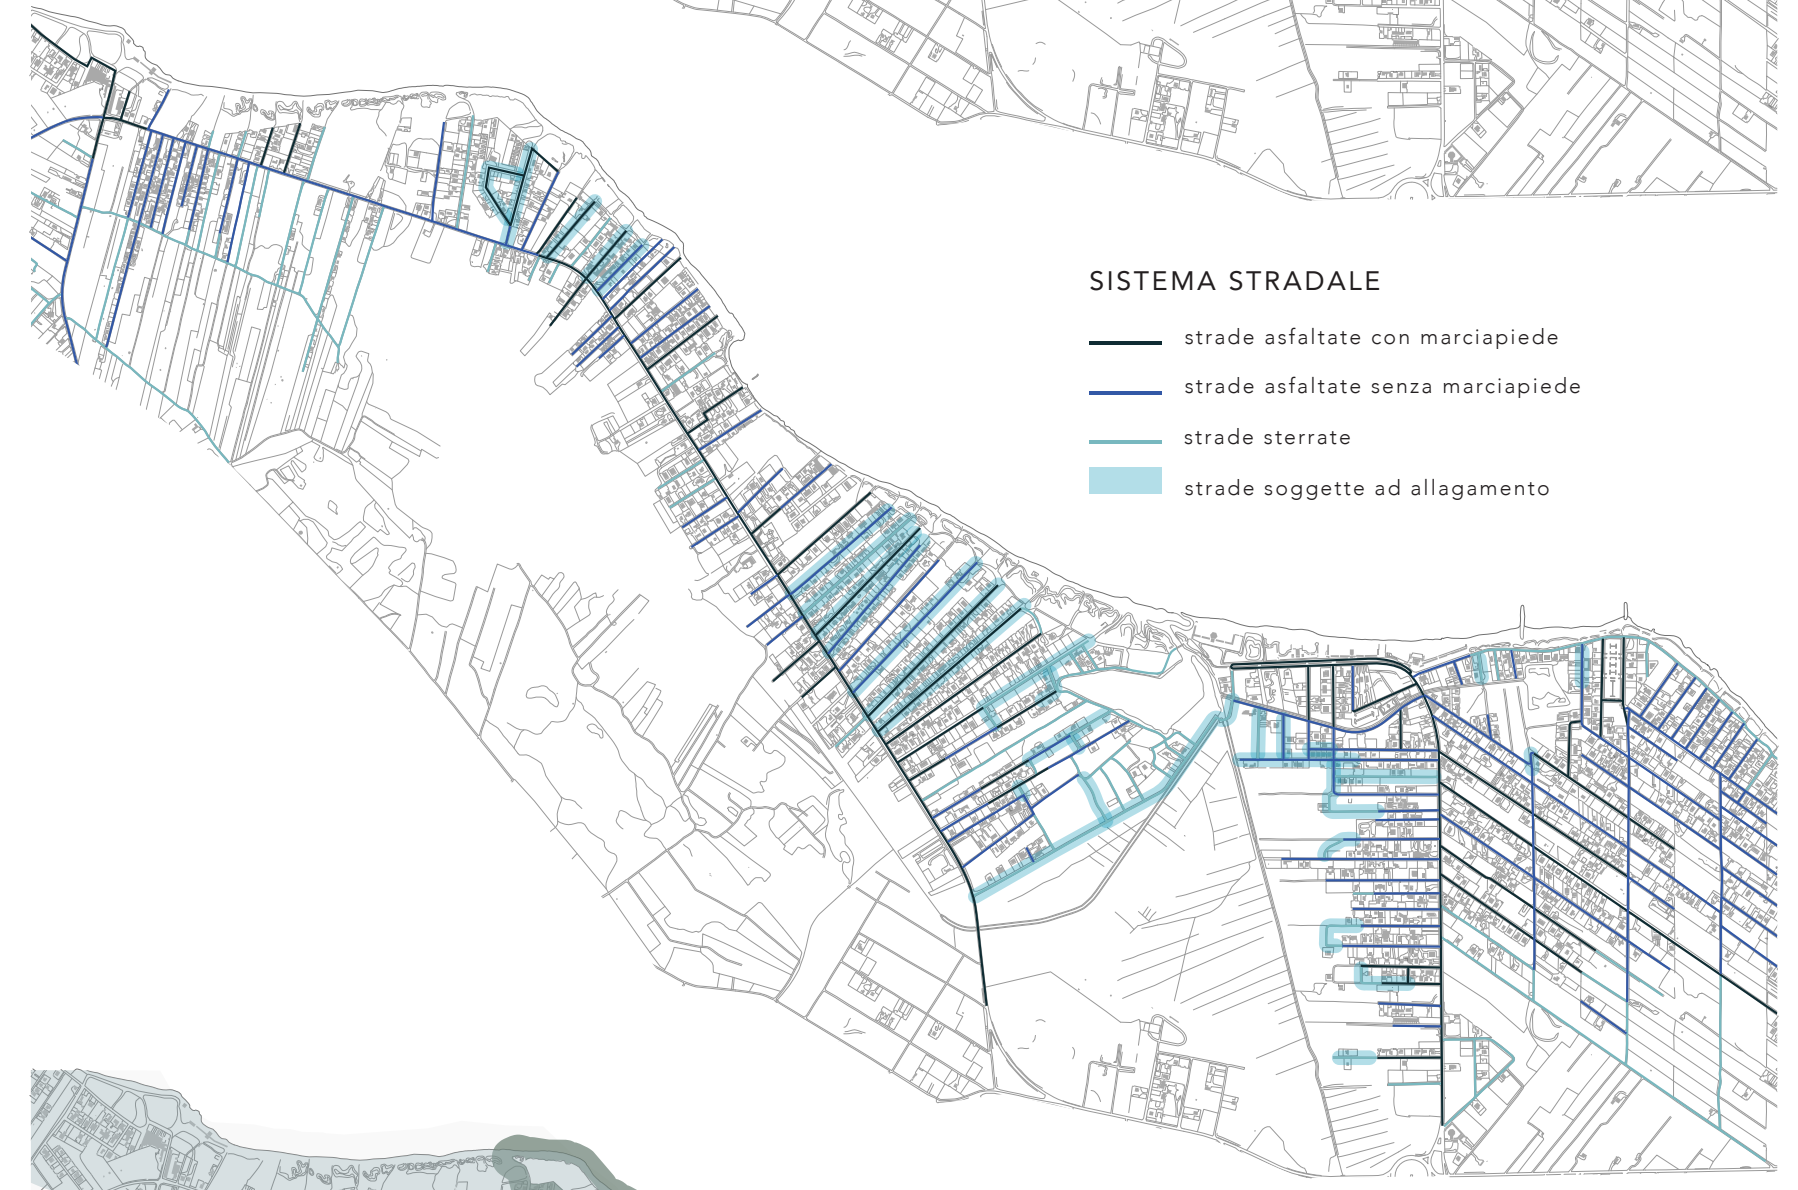 SISTEMA STRADALE
strade asfaltate con marciapiede
strade asfaltate senza marciapiede
strade sterrate
strade soggette ad allagamento